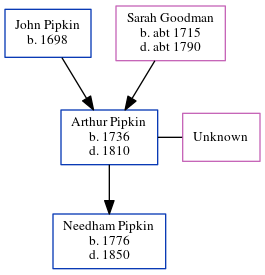 John Pipkin
b. 1698
Sarah Goodman
b. abt 1715
d. abt 1790
Arthur Pipkin
b. 1736
d. 1810
Unknown
Needham Pipkin
b. 1776
d. 1850